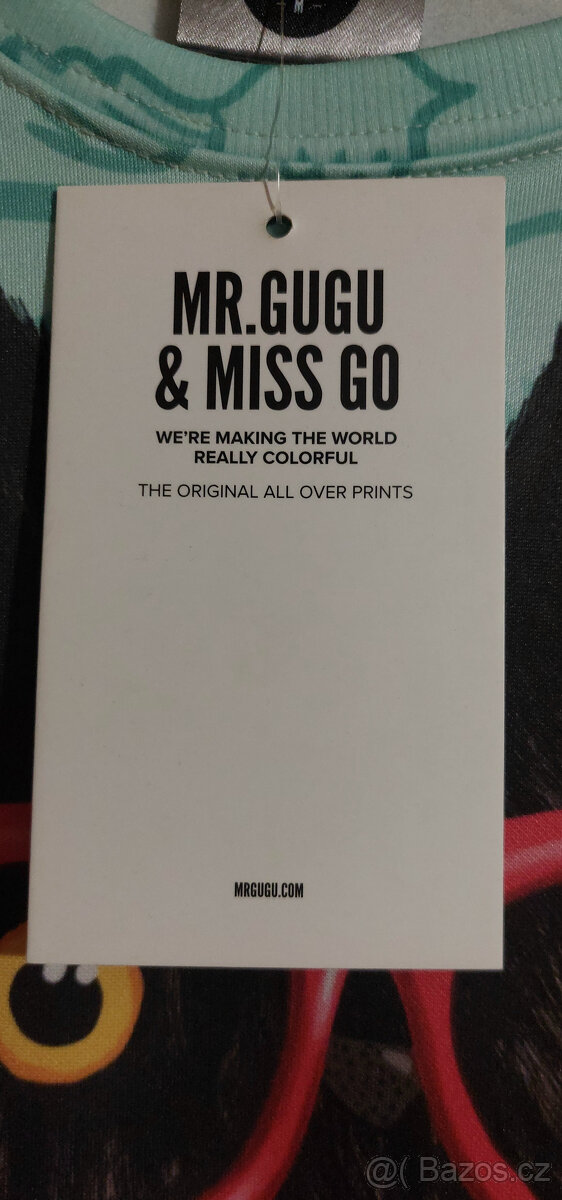 M
MR.GUGU
& MISS GO
WE'RE MAKING THE WORLD
REALLY COLORFUL
THE ORIGINAL ALL OVER PRINTS
MRGUGU.COM
@( Bazos.cz